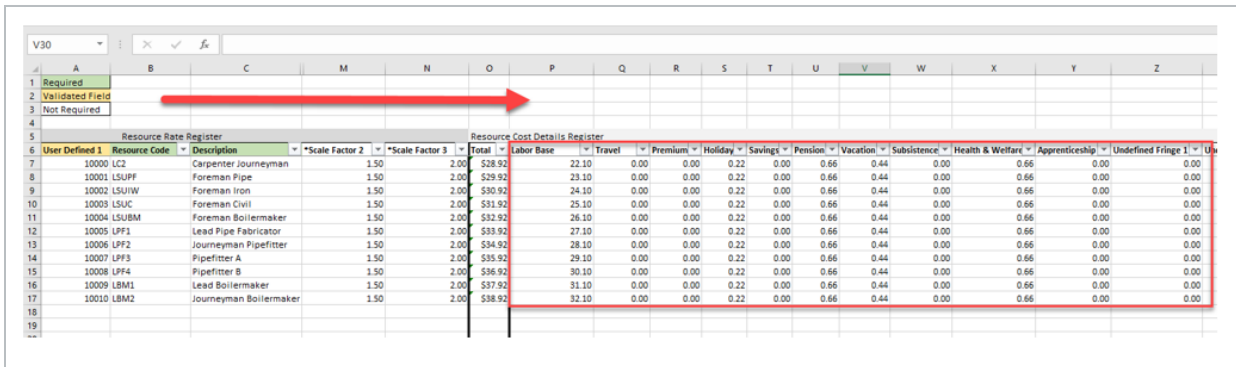 V30 fx
A B C M N O P Q R S T U V W X Y Z
1 Required
2 Validated Field
3 Not Required
4
5 Resource Rate Register Resource Cost Details Register
6 User Defined 1 Resource Code Description *Scale Factor 2 *Scale Factor 3 Total Labor Base Travel Premium Holiday Savings Pension Vacation Subsistence Health & Welfare Apprenticeship Undefined Fringe 1
7 10000 LC2 Carpenter Journeyman 1.50 2.00 $28.92 22.10 0.00 0.00 0.22 0.00 0.66 0.44 0.00 0.66 0.00 0.00
8 10001 LSUPF Foreman Pipe 1.50 2.00 $29.92 23.10 0.00 0.00 0.22 0.00 0.66 0.44 0.00 0.66 0.00 0.00
9 10002 LSUIW Foreman Iron 1.50 2.00 $30.92 24.10 0.00 0.00 0.22 0.00 0.66 0.44 0.00 0.66 0.00 0.00
10 10003 LSUC Foreman Civil 1.50 2.00 $31.92 25.10 0.00 0.00 0.22 0.00 0.66 0.44 0.00 0.66 0.00 0.00
11 10004 LSUBM Foreman Boilermaker 1.50 2.00 $32.92 26.10 0.00 0.00 0.22 0.00 0.66 0.44 0.00 0.66 0.00 0.00
12 10005 LPF1 Lead Pipe Fabricator 1.50 2.00 $33.92 27.10 0.00 0.00 0.22 0.00 0.66 0.44 0.00 0.66 0.00 0.00
13 10006 LPF2 Journeyman Pipefitter 1.50 2.00 $34.92 28.10 0.00 0.00 0.22 0.00 0.66 0.44 0.00 0.66 0.00 0.00
14 10007 LPF3 Pipefitter A 1.50 2.00 $35.92 29.10 0.00 0.00 0.22 0.00 0.66 0.44 0.00 0.66 0.00 0.00
15 10008 LPF4 Pipefitter B 1.50 2.00 $36.92 30.10 0.00 0.00 0.22 0.00 0.66 0.44 0.00 0.66 0.00 0.00
16 10009 LBM1 Lead Boilermaker 1.50 2.00 $37.92 31.10 0.00 0.00 0.22 0.00 0.66 0.44 0.00 0.66 0.00 0.00
17 10010 LBM2 Journeyman Boilermaker 1.50 2.00 $38.92 32.10 0.00 0.00 0.22 0.00 0.66 0.44 0.00 0.66 0.00 0.00
18
19